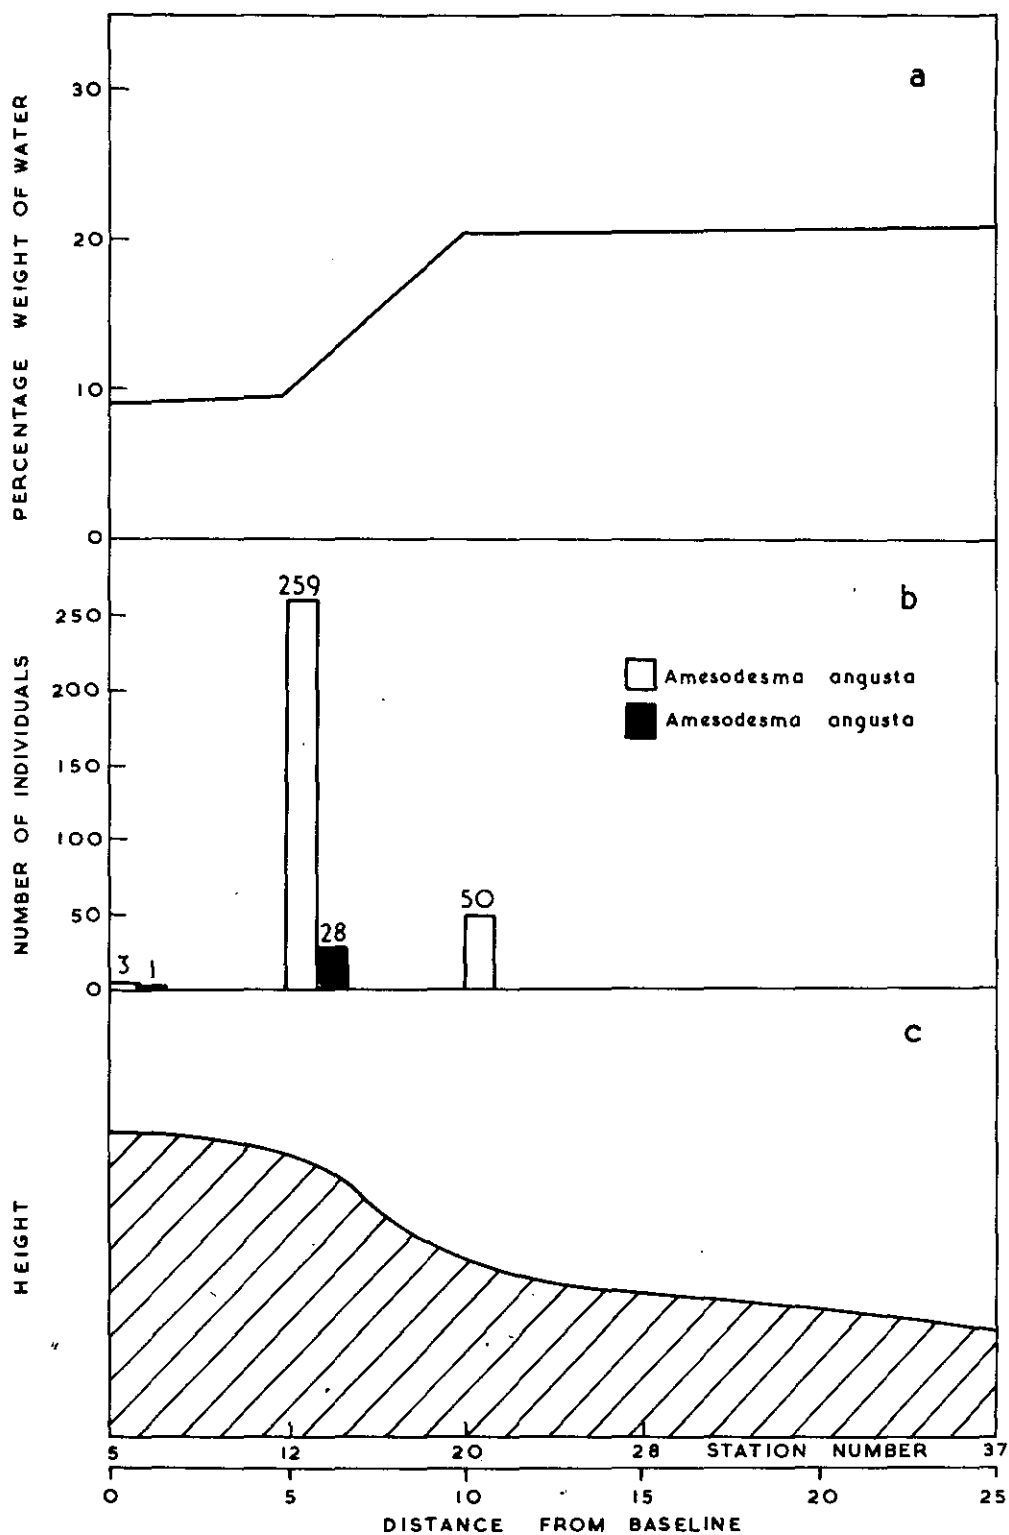 a
PERCENTAGE WEIGHT OF WATER
30
20
10
0
b
NUMBER OF INDIVIDUALS
250
200
150
100
50
0
259
28
50
3
1
Amesodesma angusta
Amesodesma angusta
c
HEIGHT
5 12 20 28 STATION NUMBER 37
0 5 10 15 20 25
DISTANCE FROM BASELINE